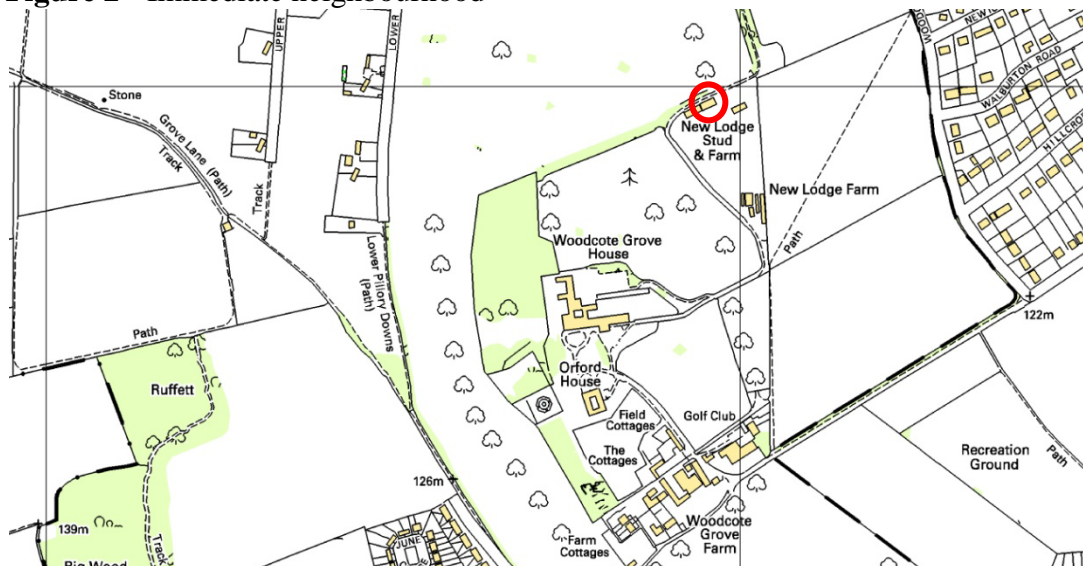 Immediate neighbourhood
UPPER
LOWER
Stone
Grove Lane (Path)
Track
Track
New Lodge
Stud
& Farm
WALBURTON ROAD
New Lodge Farm
Path
Woodcote Grove
House
Lower Pillory Downs
(Path)
122m
Path
Ruffett
Orford
House
Field
Cottages
Golf Club
The
Cottages
Recreation
Ground
Path
126m
139m
Track
Woodcote
Grove
Farm
Farm
Cottages
JUNE